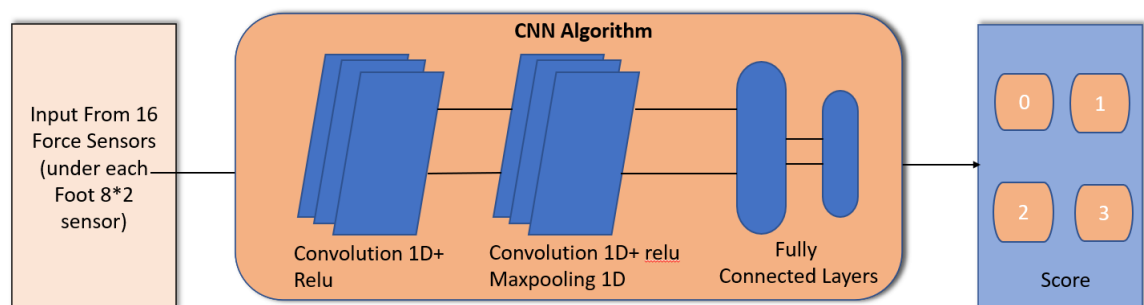 CNN Algorithm
Input From 16
Force Sensors
(under each
Foot 8*2
sensor)
Convolution 1D+
Relu
Convolution 1D+ relu
Maxpooling 1D
Fully
Connected Layers
0
1
2
3
Score